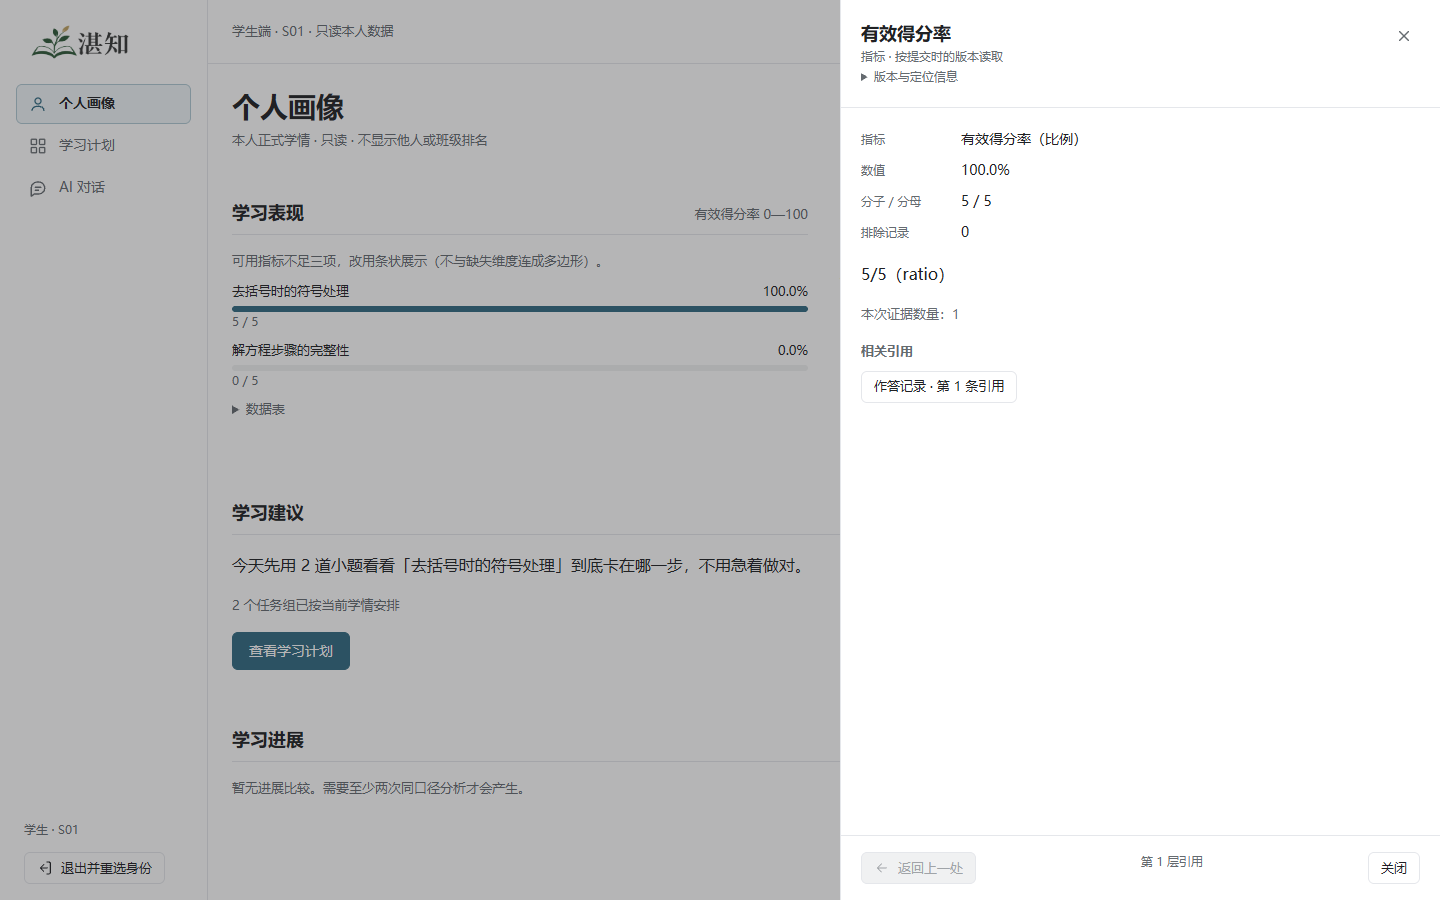 湛知
个人画像
学习计划
AI 对话
学生 · S01
退出并重选身份
学生端 · S01 · 只读本人数据
个人画像
本人正式学情 · 只读 · 不显示他人或班级排名
学习表现
有效得分率 0—100
可用指标不足三项，改用条状展示（不与缺失维度连成多边形）。
去括号时的符号处理
100.0%
5 / 5
解方程步骤的完整性
0.0%
0 / 5
数据表
学习建议
今天先用 2 道小题看看「去括号时的符号处理」到底卡在哪一步，不用急着做对。
2 个任务组已按当前学情安排
查看学习计划
学习进展
暂无进展比较。需要至少两次同口径分析才会产生。
有效得分率
指标 · 按提交时的版本读取
版本与定位信息
指标 有效得分率（比例）
数值 100.0%
分子 / 分母 5 / 5
排除记录 0
5/5（ratio）
本次证据数量：1
相关引用
作答记录 · 第 1 条引用
返回上一处
第 1 层引用
关闭